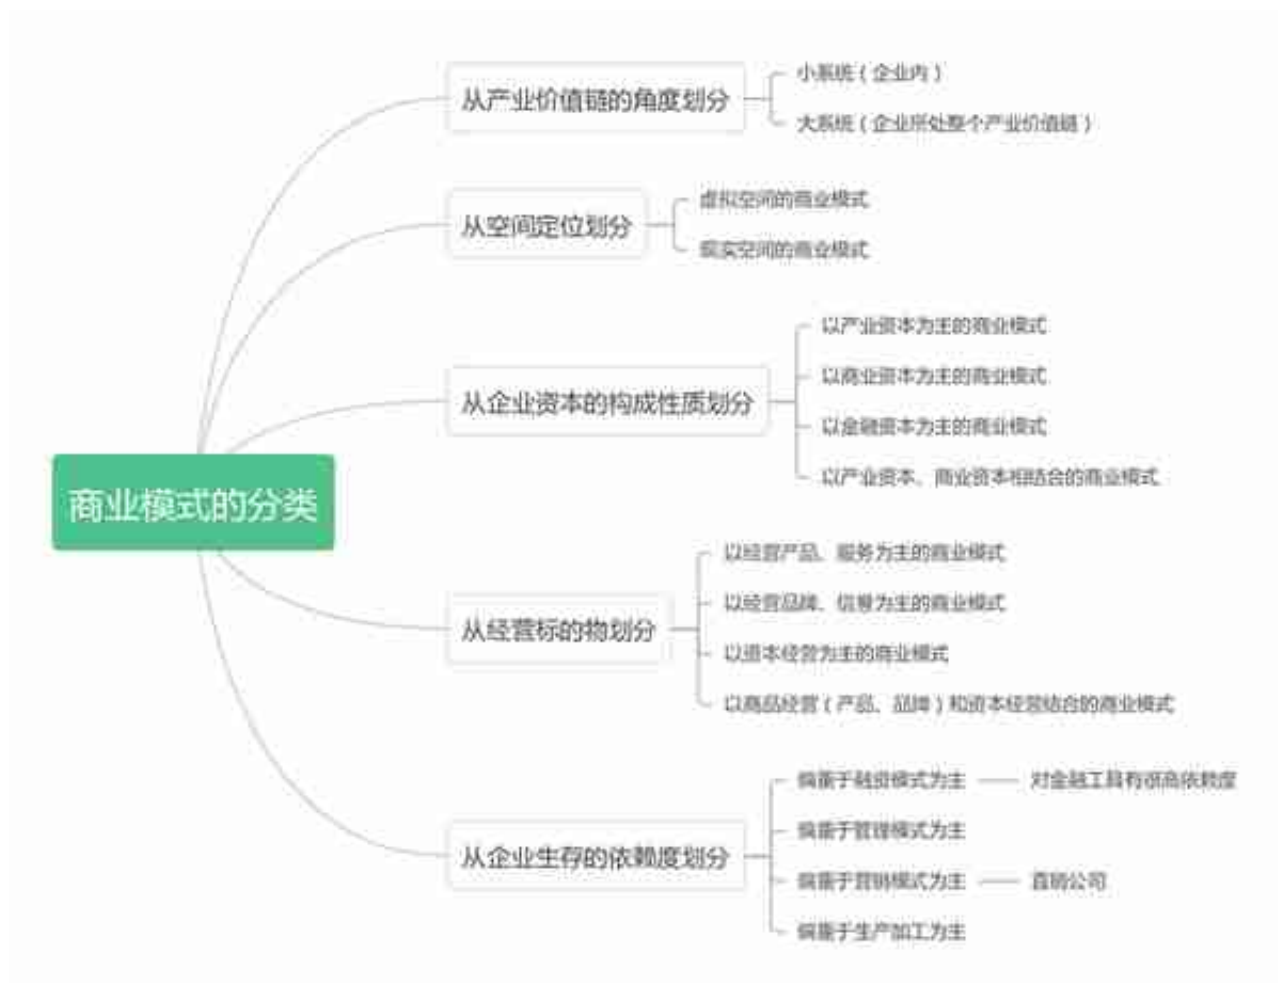 从产业价值链的角度划分
小系统（企业内）
大系统（企业所处整个产业价值链）
从空间定位划分
虚拟空间的商业模式
现实空间的商业模式
从企业资本的构成性质划分
以产业资本为主的商业模式
以商业资本为主的商业模式
以金融资本为主的商业模式
以产业资本、商业资本相结合的商业模式
商业模式的分类
从经营标的物划分
以经营产品、服务为主的商业模式
以经营品牌、信息为主的商业模式
以资本经营为主的商业模式
以商品经营（产品、品牌）和资本经营结合的商业模式
从企业生存的依赖度划分
偏重于融资模式为主
对金融工具有很高依赖度
偏重于管理模式为主
偏重于营销模式为主
直销公司
偏重于生产加工为主